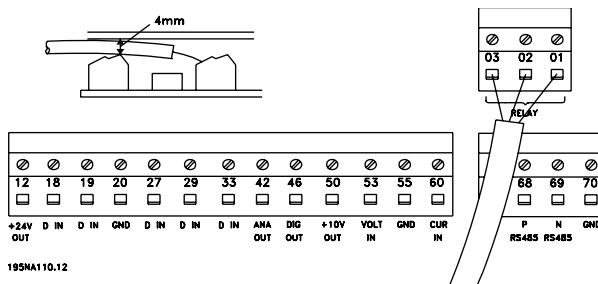 4mm
03 02 01
RELAY
12 18 19 20 27 29 33 42 46 50 53 55 60 68 69 70
+24V OUT D IN D IN GND D IN D IN D IN ANA OUT DIG OUT +10V OUT VOLT IN GND CUR IN P RS485 N RS485 GND
195NA110.12